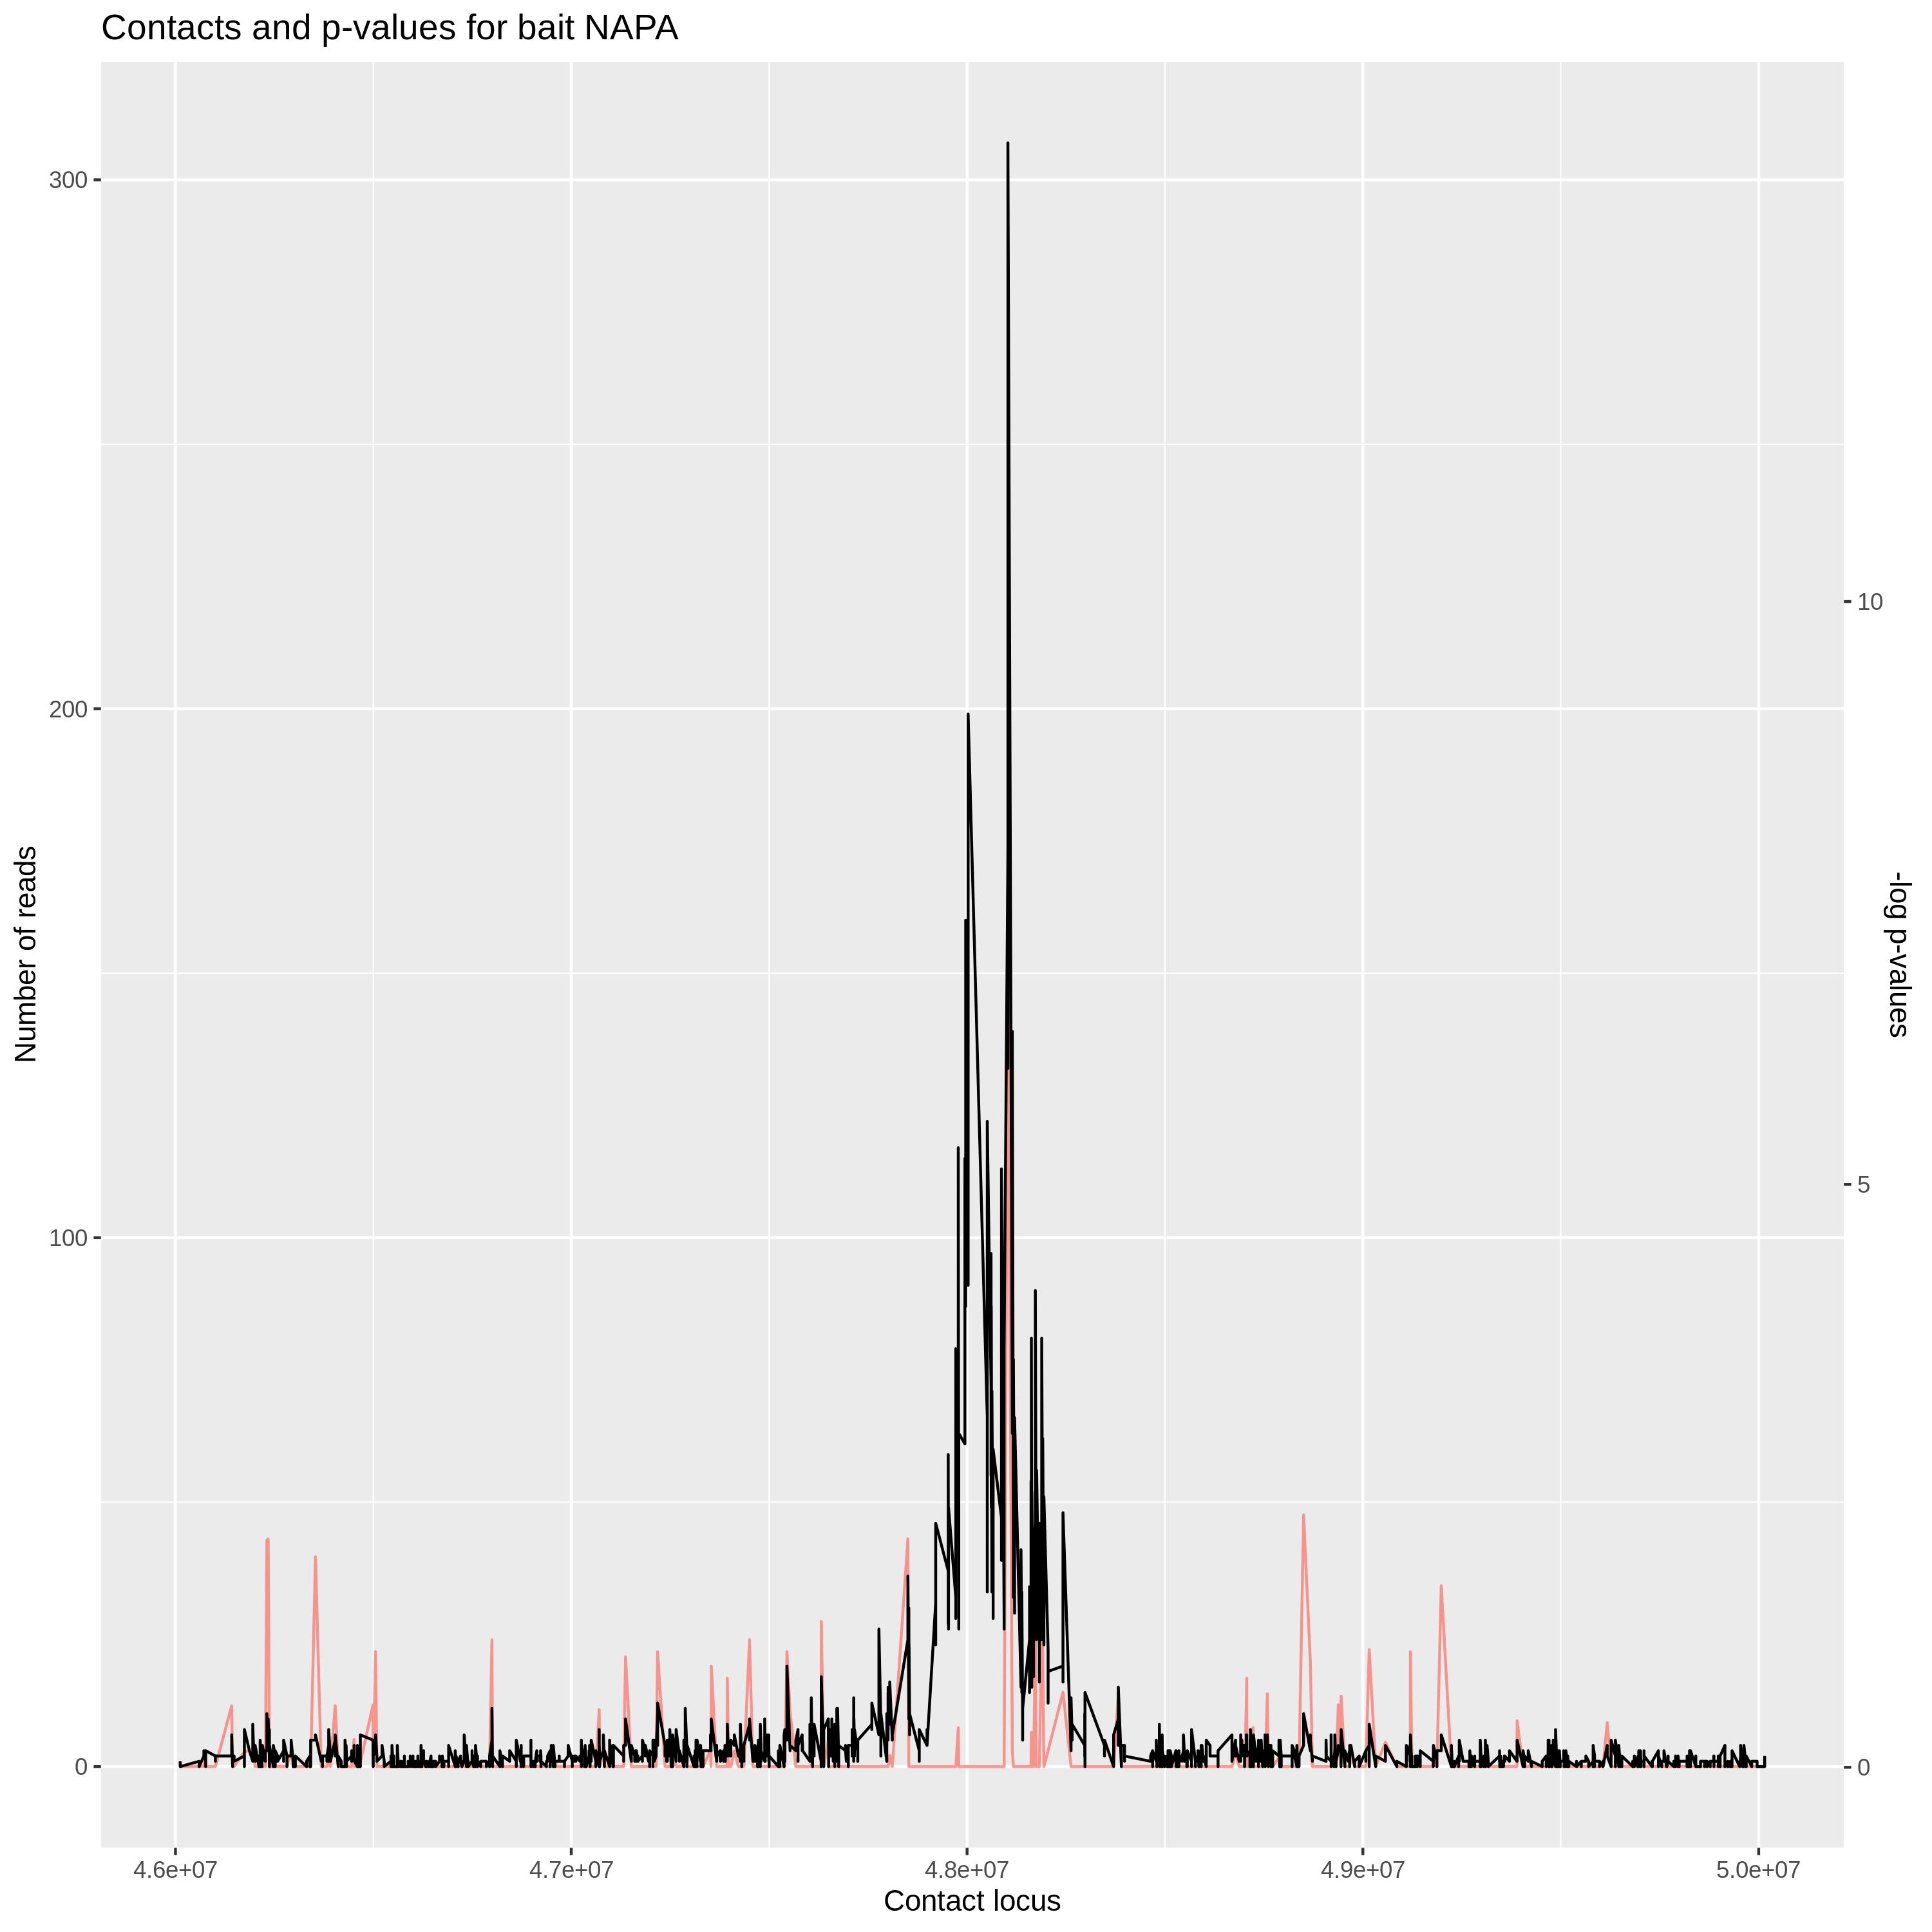 Contacts and p-values for bait NAPA
300
200
100
0
Number of reads
10
5
0
-log p-values
4.6e+07
4.7e+07
4.8e+07
4.9e+07
5.0e+07
Contact locus